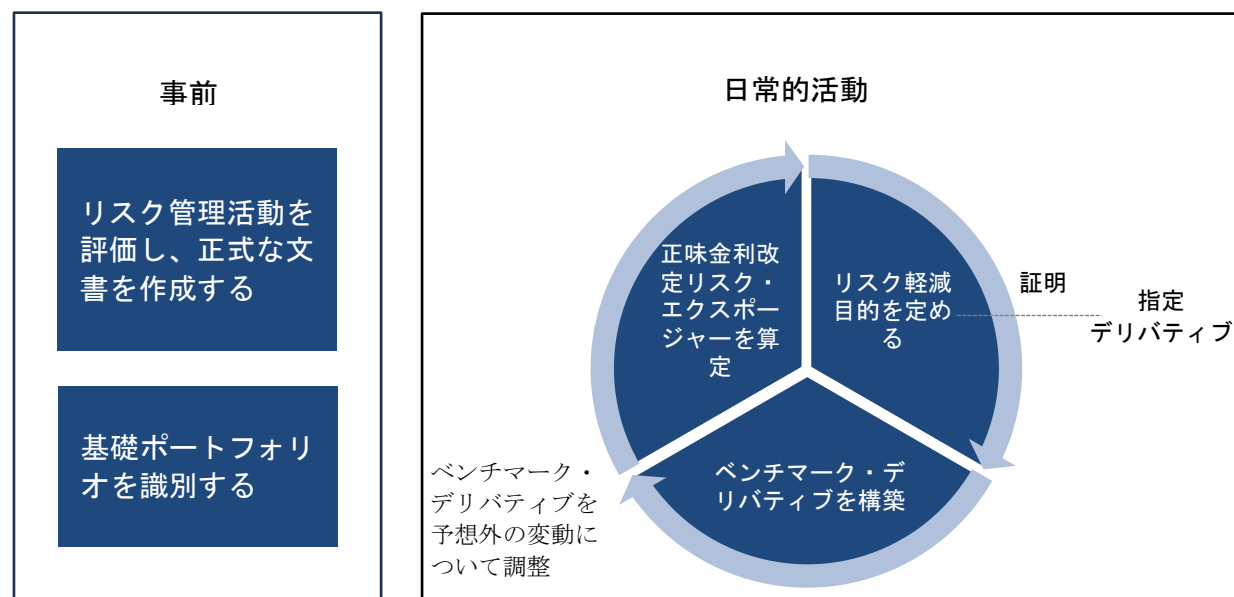 事前
リスク管理活動を
評価し、正式な文
書を作成する
基礎ポートフォリ
オを識別する
日常的活動
正味金利改
定リスク・
エクスポー
ジャーを算
定
リスク軽減
目的を定め
る
証明
指定
デリバティブ
ベンチマーク・デ
リバティブを構築
ベンチマーク・
デリバティブを
予想外の変動に
ついて調整